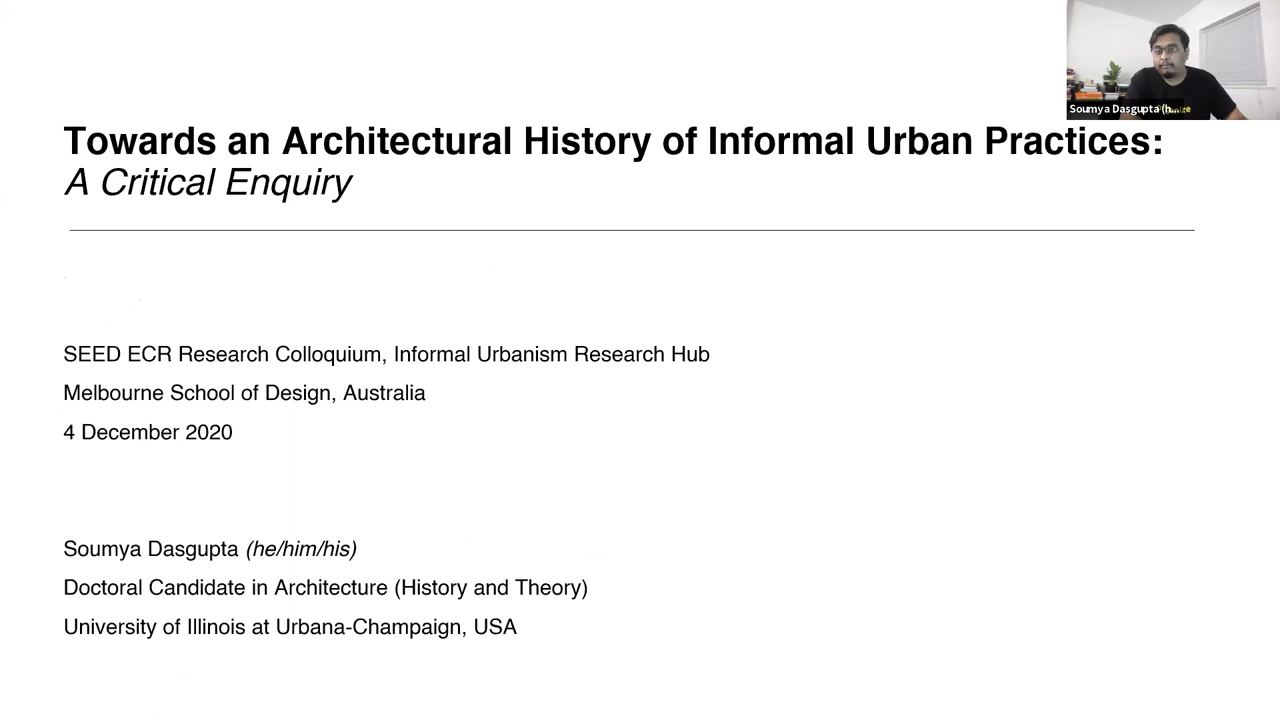 Towards an Architectural History of Informal Urban Practices:
A Critical Enquiry
SEED ECR Research Colloquium, Informal Urbanism Research Hub
Melbourne School of Design, Australia
4 December 2020
Soumya Dasgupta (he/him/his)
Doctoral Candidate in Architecture (History and Theory)
University of Illinois at Urbana-Champaign, USA
Soumya Dasgupta (h...